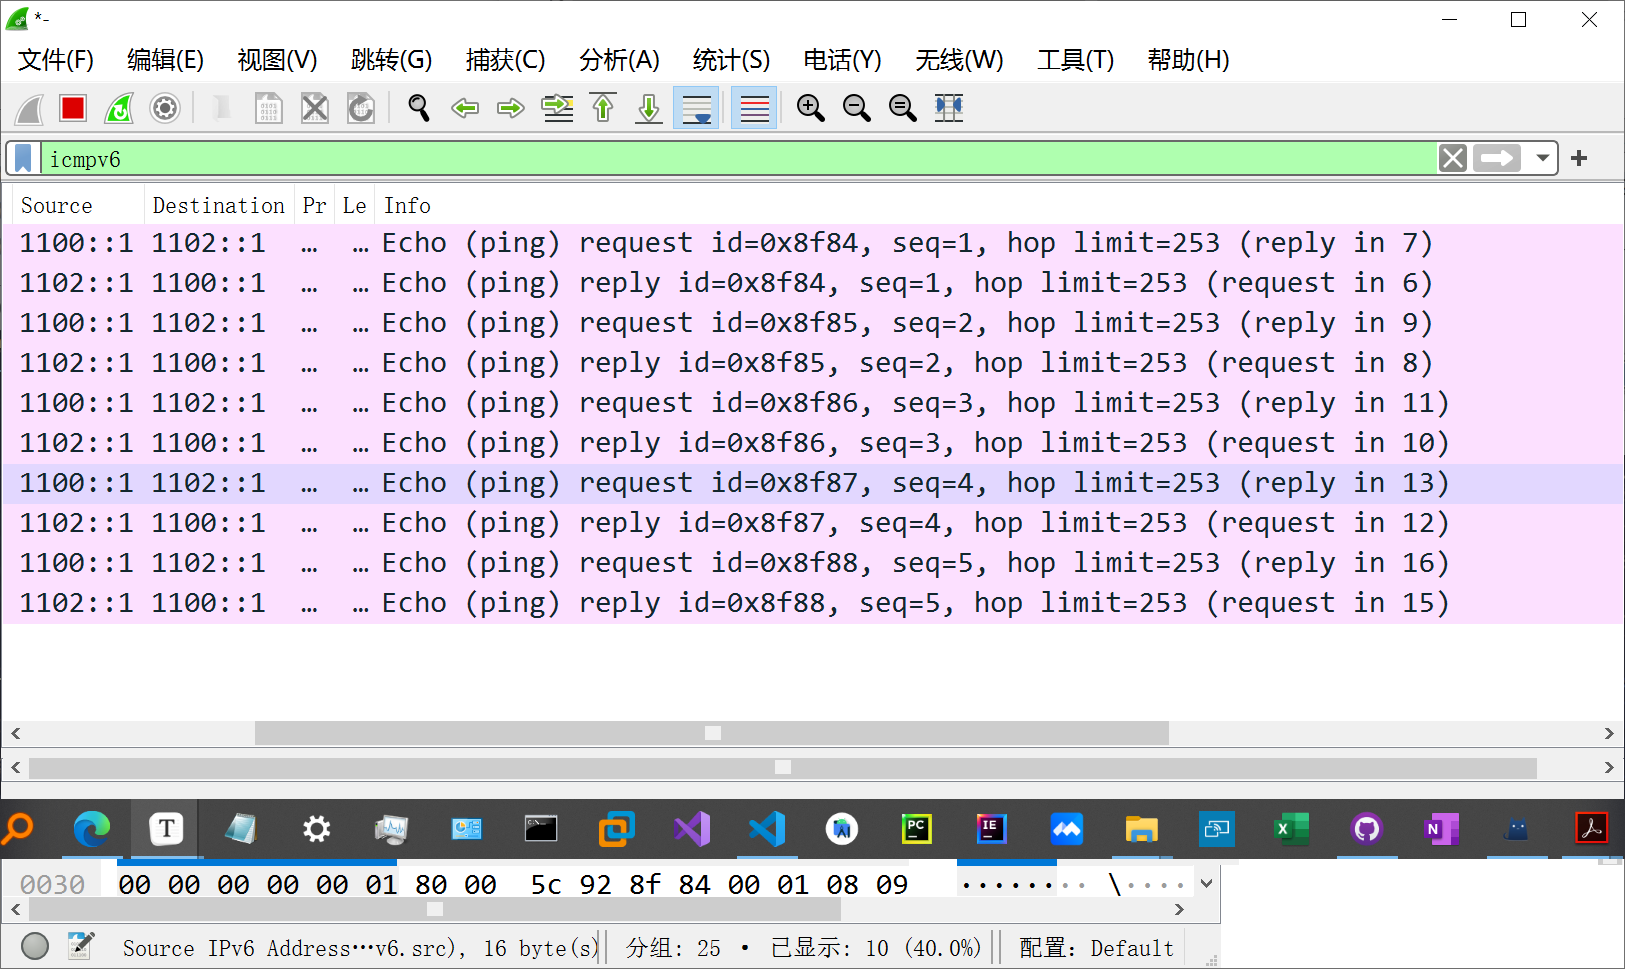 *-
文件(F) 编辑(E) 视图(V) 跳转(G) 捕获(C) 分析(A) 统计(S) 电话(Y) 无线(W) 工具(T) 帮助(H)
icmpv6
Source Destination Pr Le Info
1100::1 1102::1 … … Echo (ping) request id=0x8f84, seq=1, hop limit=253 (reply in 7)
1102::1 1100::1 … … Echo (ping) reply id=0x8f84, seq=1, hop limit=253 (request in 6)
1100::1 1102::1 … … Echo (ping) request id=0x8f85, seq=2, hop limit=253 (reply in 9)
1102::1 1100::1 … … Echo (ping) reply id=0x8f85, seq=2, hop limit=253 (request in 8)
1100::1 1102::1 … … Echo (ping) request id=0x8f86, seq=3, hop limit=253 (reply in 11)
1102::1 1100::1 … … Echo (ping) reply id=0x8f86, seq=3, hop limit=253 (request in 10)
1100::1 1102::1 … … Echo (ping) request id=0x8f87, seq=4, hop limit=253 (reply in 13)
1102::1 1100::1 … … Echo (ping) reply id=0x8f87, seq=4, hop limit=253 (request in 12)
1100::1 1102::1 … … Echo (ping) request id=0x8f88, seq=5, hop limit=253 (reply in 16)
1102::1 1100::1 … … Echo (ping) reply id=0x8f88, seq=5, hop limit=253 (request in 15)
T PC IE X N
0030 00 00 00 00 00 01 80 00 5c 92 8f 84 00 01 08 09 ········ \····
Source IPv6 Address…v6.src), 16 byte(s) 分组: 25 · 已显示: 10 (40.0%) 配置: Default